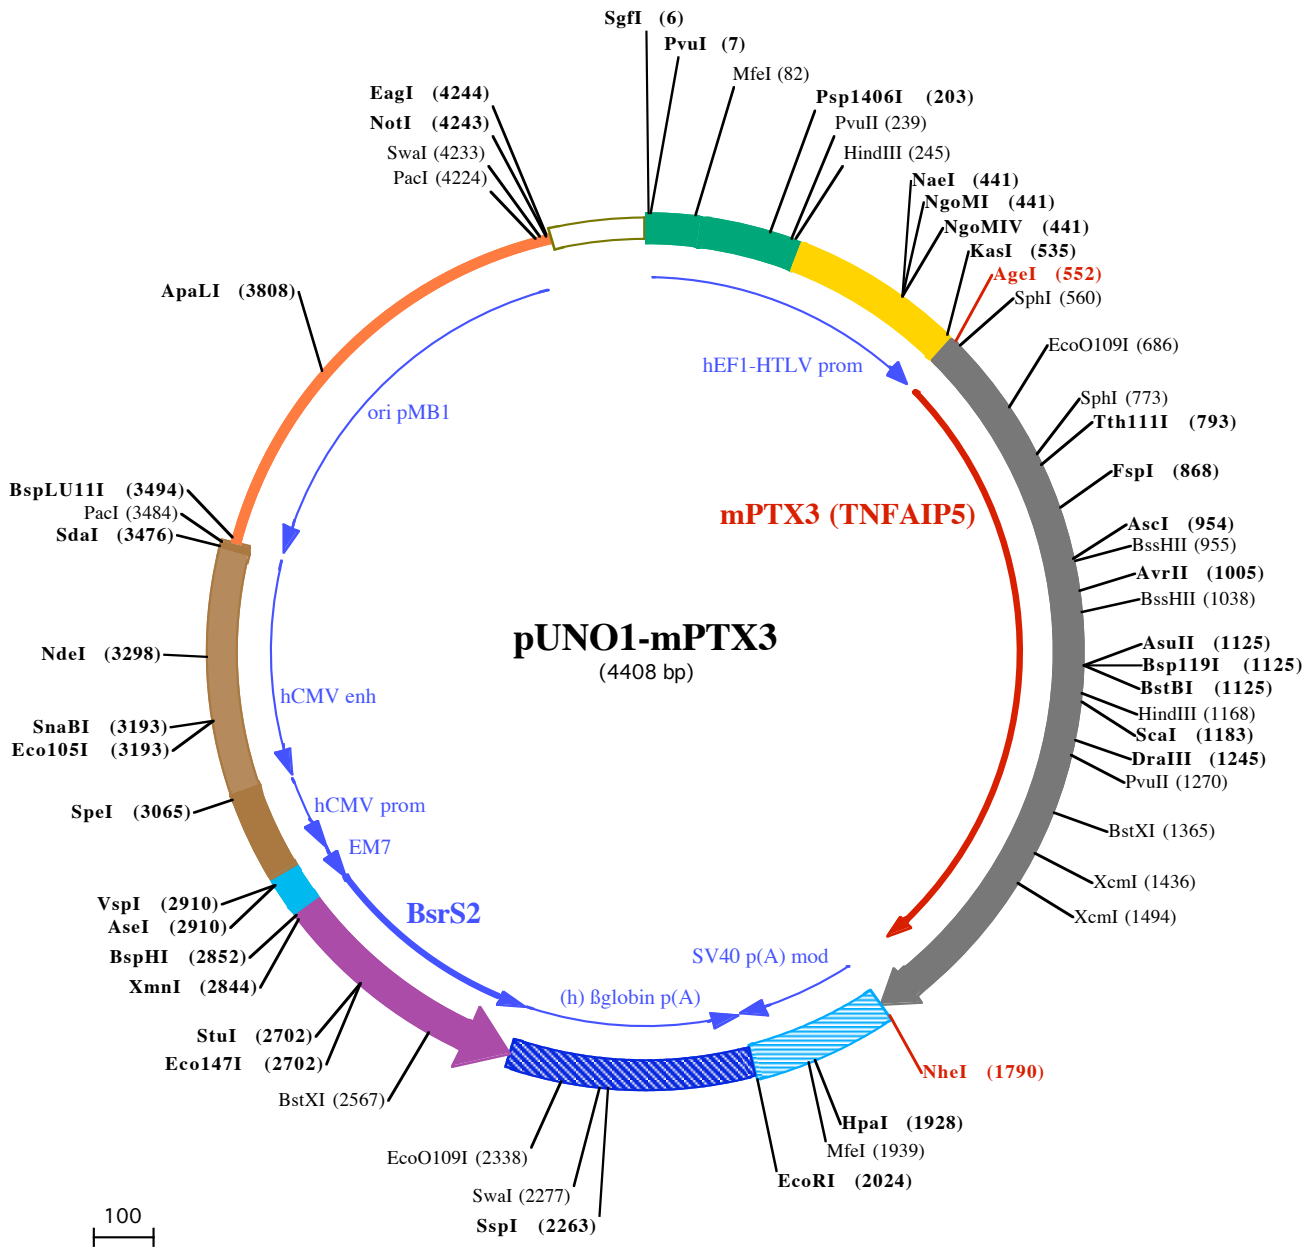 SgfI (6)
PvuI (7)
MfeI (82)
Psp1406I (203)
PvuII (239)
HindIII (245)
NaeI (441)
NgoMI (441)
NgoMIV (441)
KasI (535)
AgeI (552)
SphI (560)
EcoO109I (686)
SphI (773)
Tth111I (793)
FspI (868)
AscI (954)
BssHII (955)
AvrII (1005)
BssHII (1038)
AsuII (1125)
Bsp119I (1125)
BstBI (1125)
HindIII (1168)
ScaI (1183)
DraIII (1245)
PvuII (1270)
BstXI (1365)
XcmI (1436)
XcmI (1494)
NheI (1790)
HpaI (1928)
MfeI (1939)
EcoRI (2024)
SspI (2263)
SwaI (2277)
EcoO109I (2338)
BstXI (2567)
Eco147I (2702)
StuI (2702)
XmnI (2844)
BspHI (2852)
AseI (2910)
VspI (2910)
SpeI (3065)
Eco105I (3193)
SnaBI (3193)
NdeI (3298)
SdaI (3476)
PacI (3484)
BspLU11I (3494)
ApaLI (3808)
PacI (4224)
SwaI (4233)
NotI (4243)
EagI (4244)
hEF1-HTLV prom
mPTX3 (TNFAIP5)
SV40 p(A) mod
(h) ßglobin p(A)
BsrS2
EM7
hCMV prom
hCMV enh
ori pMB1
pUNO1-mPTX3
(4408 bp)
100